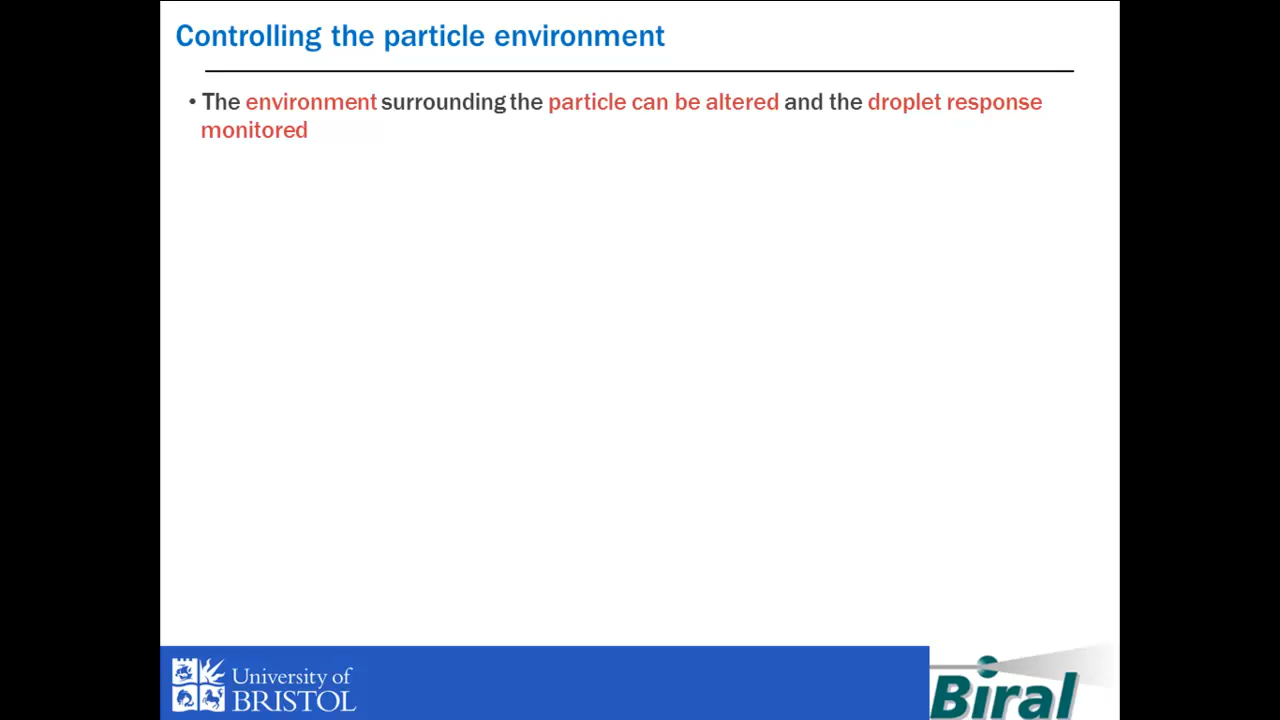 Controlling the particle environment
• The environment surrounding the particle can be altered and the droplet response
monitored
University of
BRISTOL
Biral